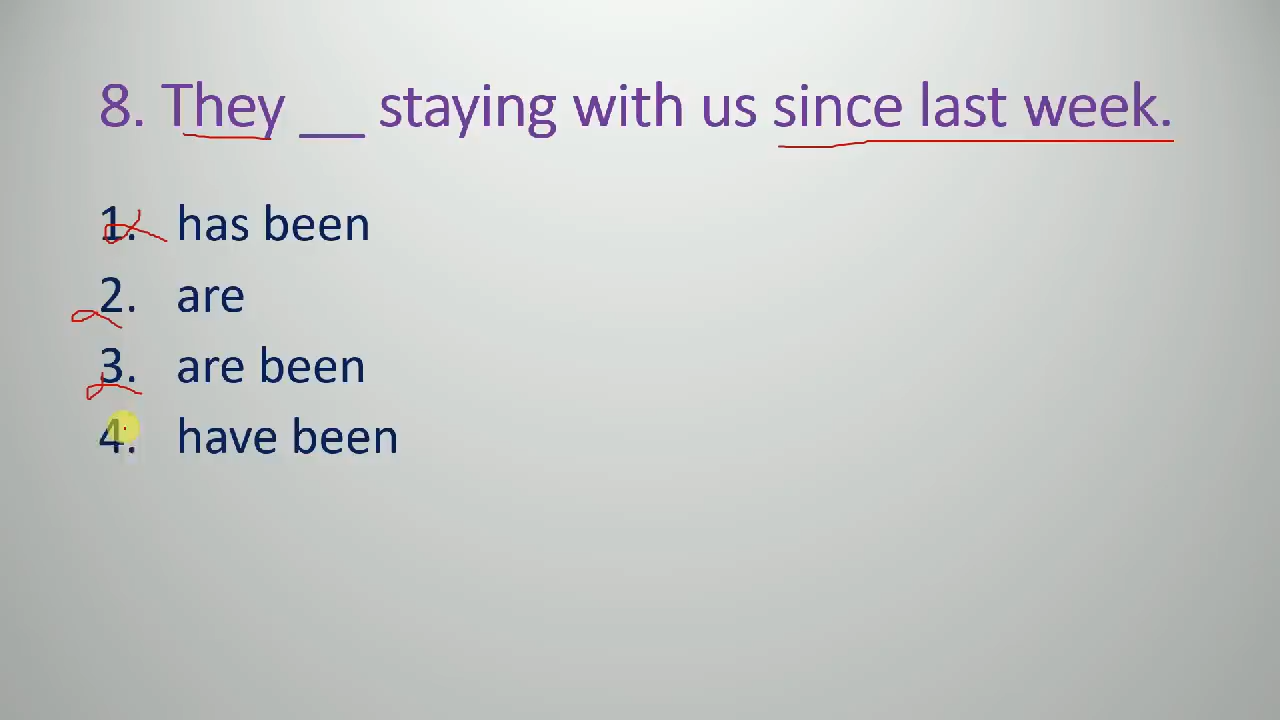 8. They __ staying with us since last week.
1. has been
2. are
3. are been
4. have been